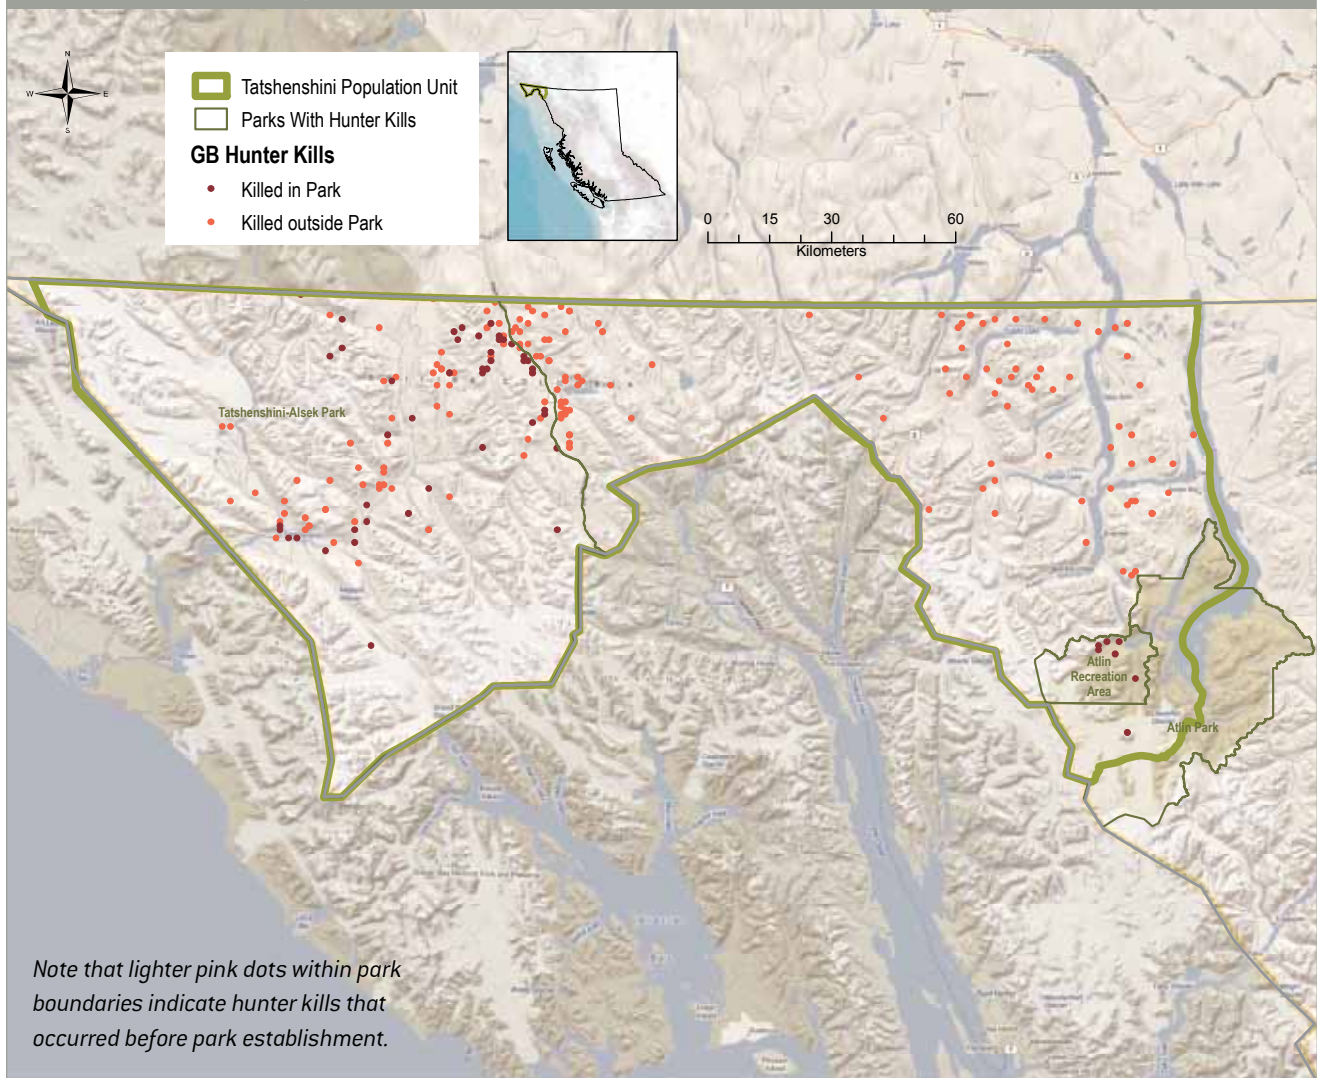 N
W
E
S
Tatshenshini Population Unit
Parks With Hunter Kills
GB Hunter Kills
Killed in Park
Killed outside Park
0 15 30 60
Kilometers
Tatshenshini-Alsek Park
Atlin
Recreation
Area
Atlin Park
Note that lighter pink dots within park
boundaries indicate hunter kills that
occurred before park establishment.